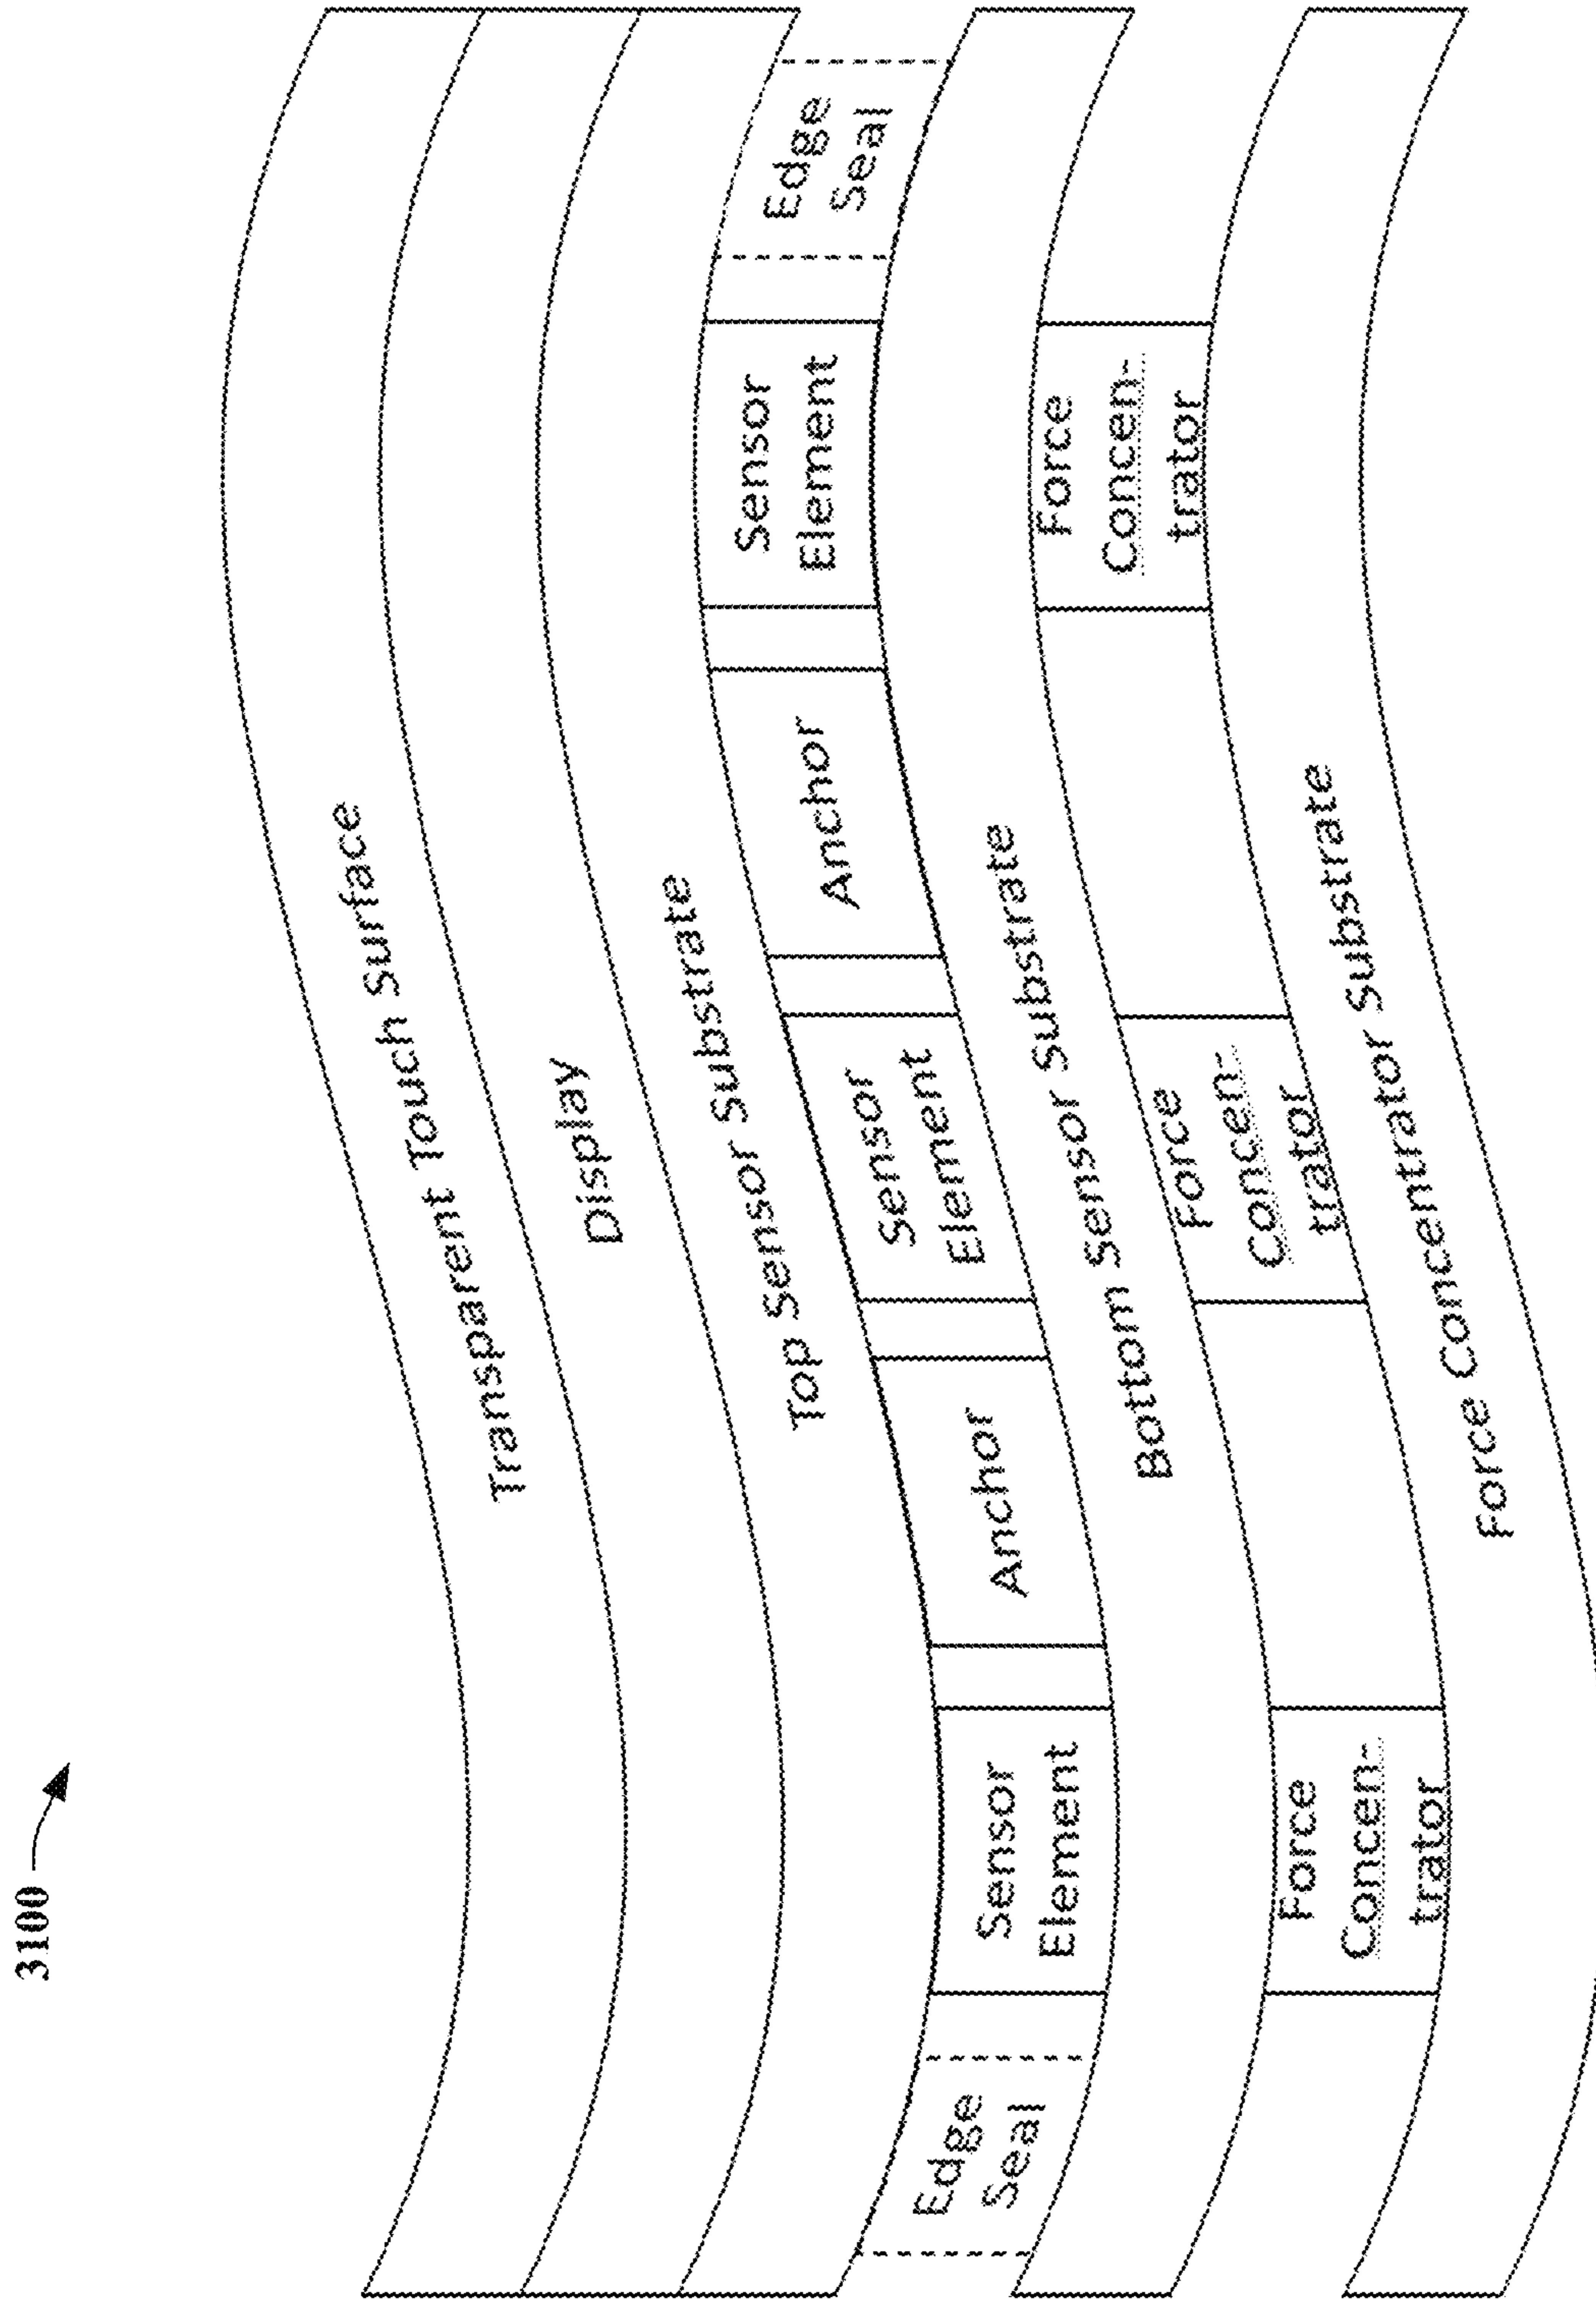 3100
Transparent Touch Surface
Display
Top Sensor Substrate
Edge
Seal
Sensor
Element
Anchor
Sensor
Element
Anchor
Sensor
Element
Edge
Seal
Bottom Sensor Substrate
Force
Concen-
trator
Force
Concen-
trator
Force
Concen-
trator
Force Concentrator Substrate